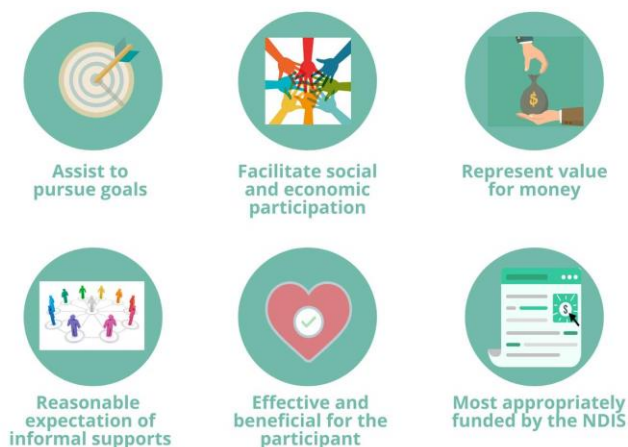 Assist to
pursue goals
Facilitate social
and economic
participation
$
Represent value
for money
Reasonable
expectation of
informal supports
Effective and
beneficial for the
participant
$
Most appropriately
funded by the NDIS